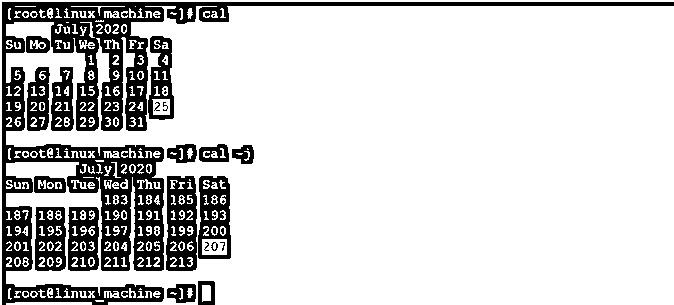 [root@linux_machine ~]# cal
July 2020
Su Mo Tu We Th Fr Sa
1 2 3 4
5 6 7 8 9 10 11
12 13 14 15 16 17 18
19 20 21 22 23 24 25
26 27 28 29 30 31
[root@linux_machine ~]# cal -j
July 2020
Sun Mon Tue Wed Thu Fri Sat
183 184 185 186
187 188 189 190 191 192 193
194 195 196 197 198 199 200
201 202 203 204 205 206 207
208 209 210 211 212 213
[root@linux_machine ~]#